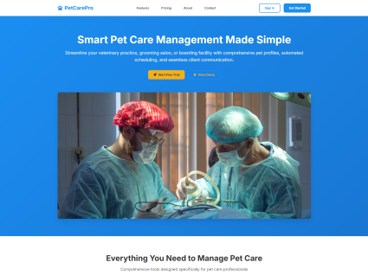 PetCarePro
Features
Pricing
About
Contact
Sign In
Get Started
Smart Pet Care Management Made Simple
Streamline your veterinary practice, grooming salon, or boarding facility with comprehensive pet profiles, automated
scheduling, and seamless client communication.
Start Free Trial
View Demo
Everything You Need to Manage Pet Care
Comprehensive tools designed specifically for pet care professionals